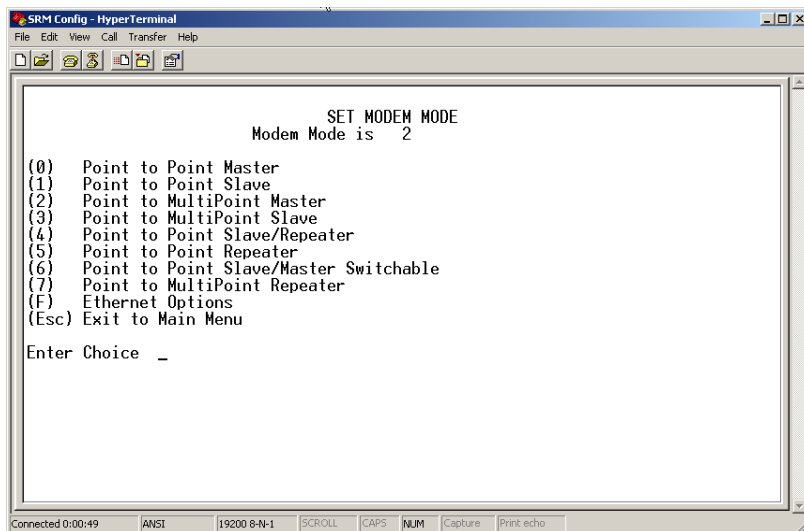 SRM Config - HyperTerminal
File Edit View Call Transfer Help
SET MODEM MODE
Modem Mode is 2
(0) Point to Point Master
(1) Point to Point Slave
(2) Point to MultiPoint Master
(3) Point to MultiPoint Slave
(4) Point to Point Slave/Repeater
(5) Point to Point Repeater
(6) Point to Point Slave/Master Switchable
(7) Point to MultiPoint Repeater
(F) Ethernet Options
(Esc) Exit to Main Menu
Enter Choice _
Connected 0:00:49 ANSI 19200 8-N-1 SCROLL CAPS NUM Capture Print echo